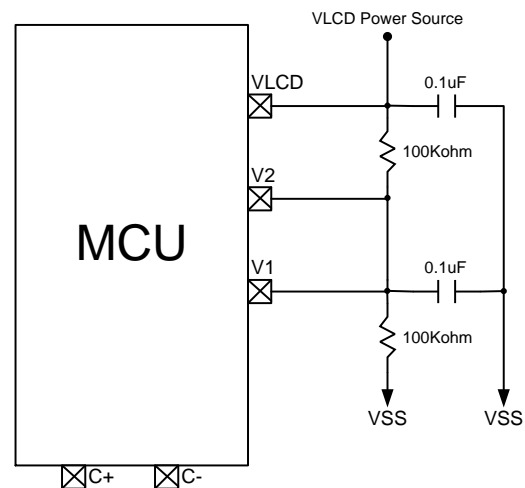 VLCD Power Source
VLCD
0.1uF
100Kohm
V2
MCU
V1
0.1uF
100Kohm
VSS
VSS
C+
C-